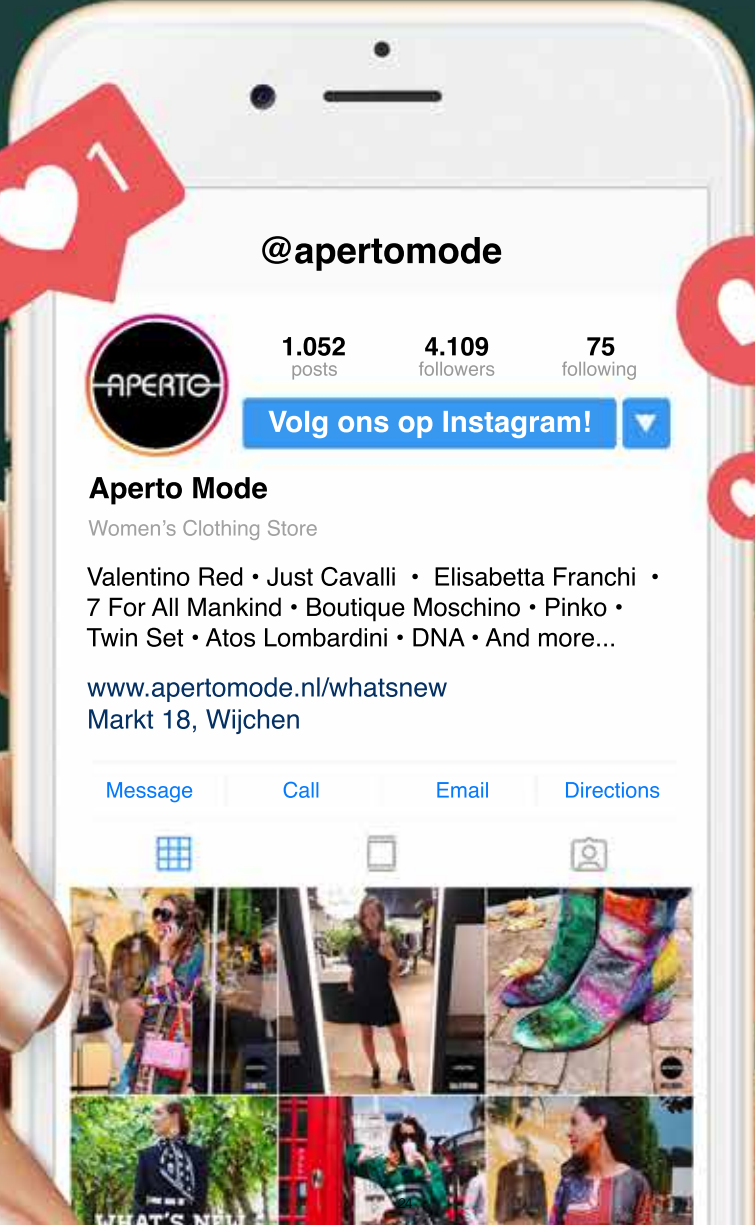 1
@apertomode
APERTO
1.052
4.109
75
posts
followers
following
Volg ons op Instagram!
Aperto Mode
Women's Clothing Store
Valentino Red • Just Cavalli • Elisabetta Franchi •
7 For All Mankind • Boutique Moschino • Pinko •
Twin Set • Atos Lombardini • DNA • And more...
www.apertomode.nl/whatsnew
Markt 18, Wijchen
Message
Call
Email
Directions
WHAT'S NEW